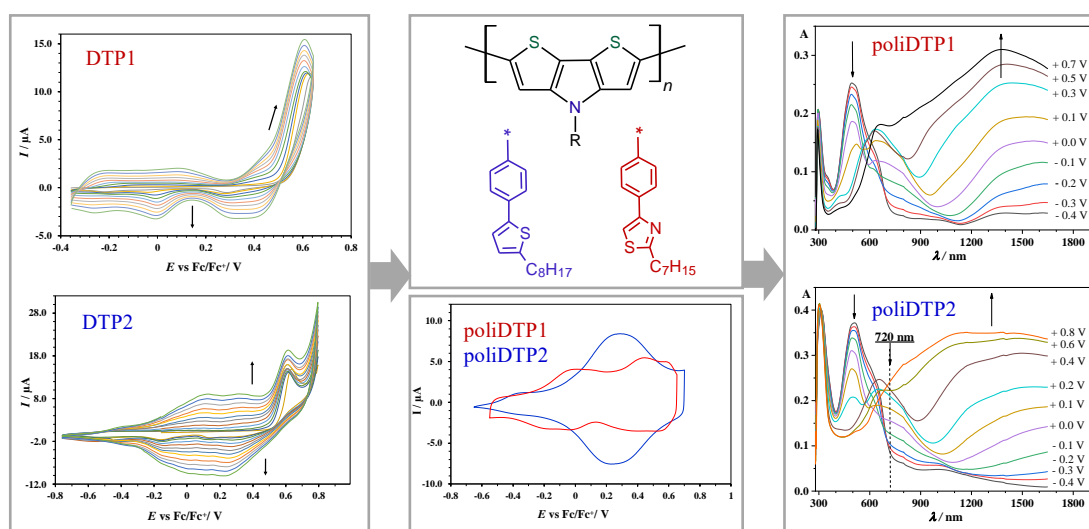 DTP1
15.0
10.0
5.0
0.0
-5.0
I / µA
-0.4
-0.2
0
0.2
0.4
0.6
0.8
E vs Fc/Fc⁺/ V
DTP2
28.0
18.0
8.0
-2.0
-12.0
I / µA
-0.8
-0.6
-0.4
-0.2
0
0.2
0.4
0.6
0.8
E vs Fc/Fc⁺/ V
S
S
N
R
n
*
S
C8H17
*
N
S
C7H15
poliDTP1
poliDTP2
10.0
5.0
0.0
-5.0
-10.0
I / µA
-0.8
-0.6
-0.4
-0.2
0
0.2
0.4
0.6
0.8
1
E vs Fc/Fc⁺/ V
A
poliDTP1
0.3
0.2
0.1
0.0
+ 0.7 V
+ 0.5 V
+ 0.3 V
+ 0.1 V
+ 0.0 V
- 0.1 V
- 0.2 V
- 0.3 V
- 0.4 V
300
600
900
1200
1500
1800
λ / nm
A
poliDTP2
720 nm
0.4
0.3
0.2
0.1
0.0
+ 0.8 V
+ 0.6 V
+ 0.4 V
+ 0.2 V
+ 0.1 V
+ 0.0 V
- 0.1 V
- 0.2 V
- 0.3 V
- 0.4 V
300
600
900
1200
1500
1800
λ / nm